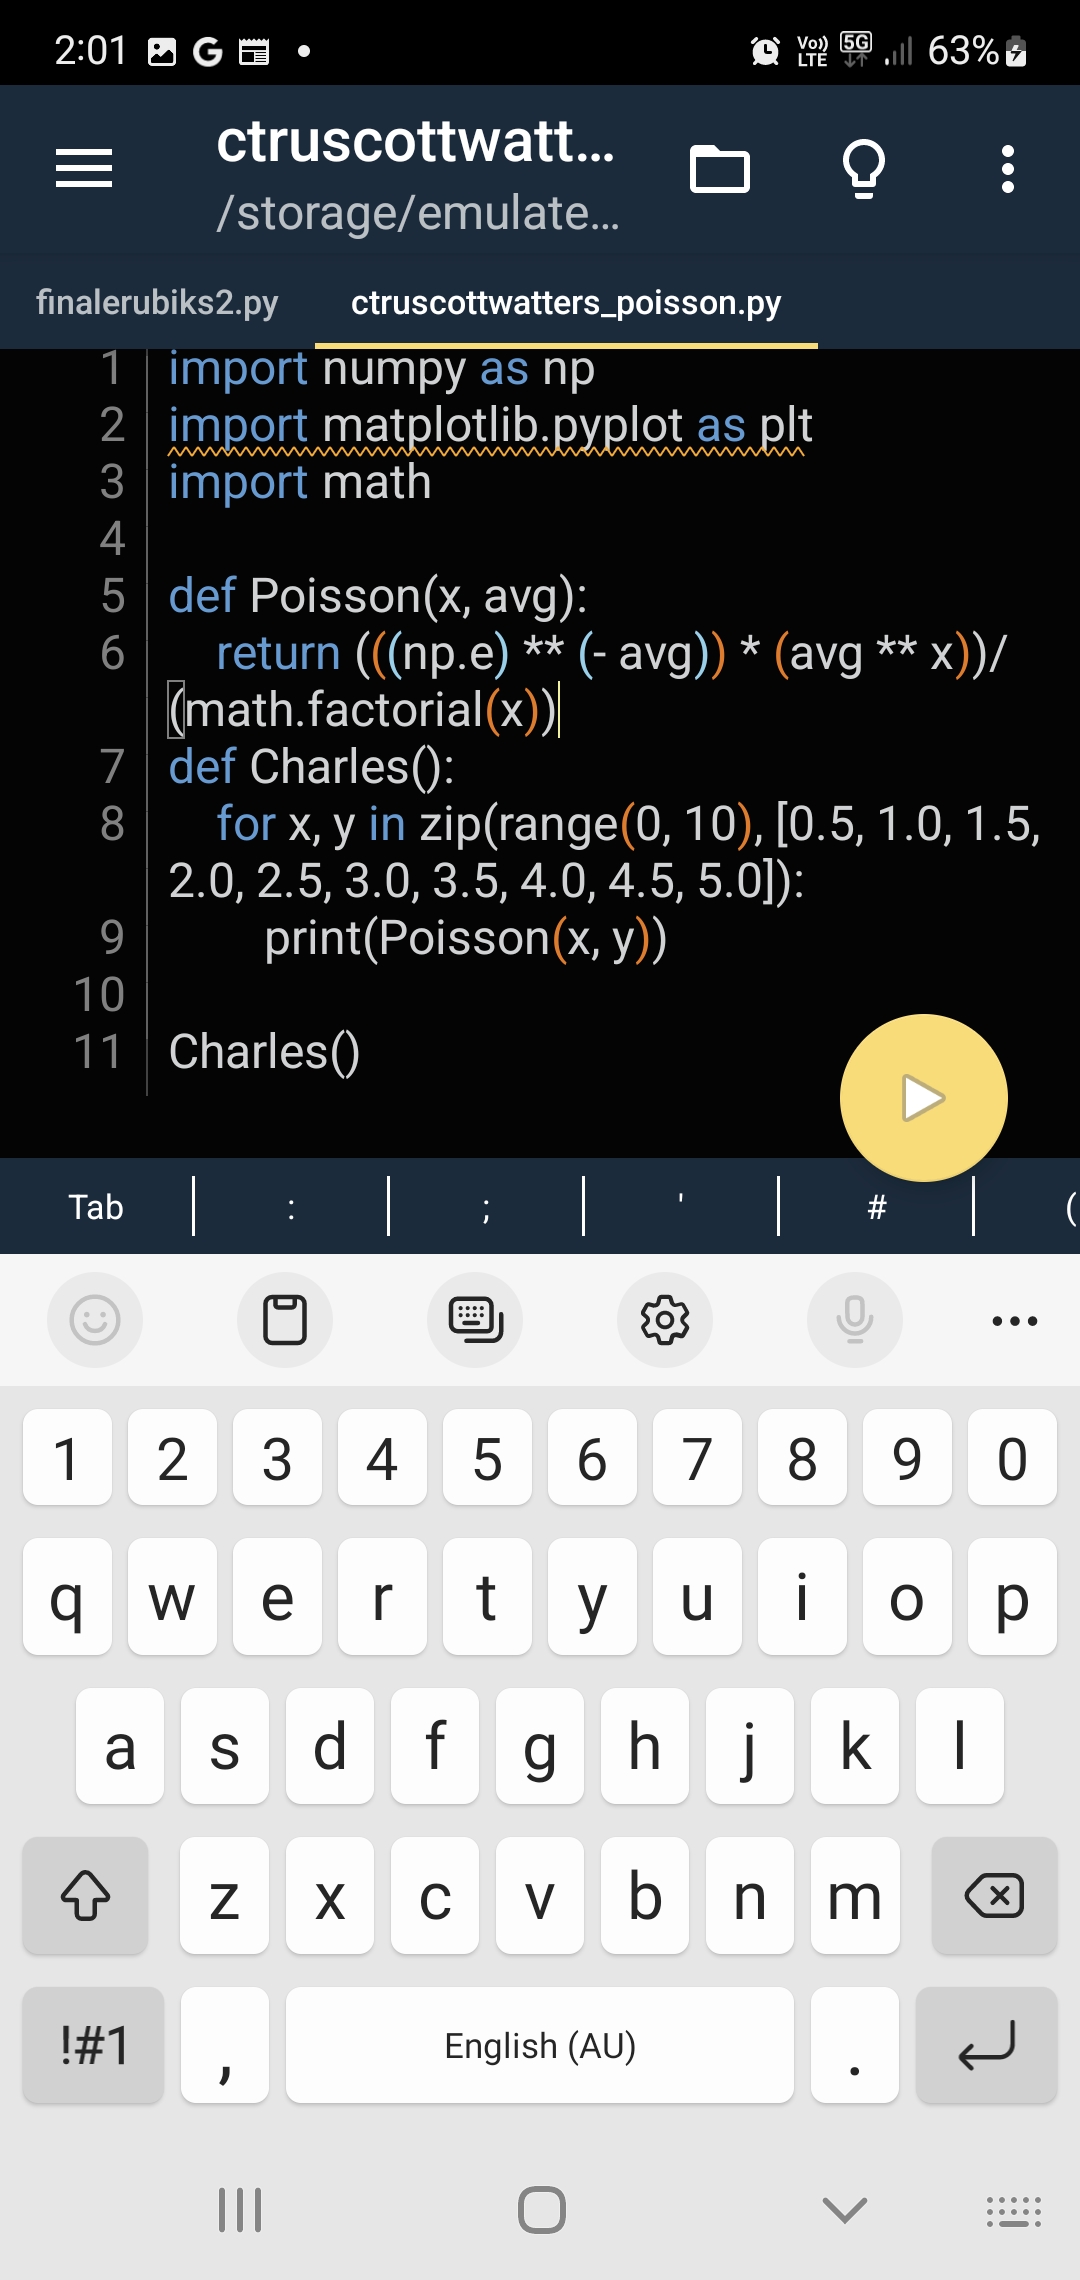 2:01 G Vo)) LTE 5G 63%
ctruscottwatt...
/storage/emulate...
finalerubiks2.py ctruscottwatters_poisson.py
1 import numpy as np
2 import matplotlib.pyplot as plt
3 import math
4
5 def Poisson(x, avg):
6 return (((np.e) ** (- avg)) * (avg ** x))/
(math.factorial(x))
7 def Charles():
8 for x, y in zip(range(0, 10), [0.5, 1.0, 1.5,
2.0, 2.5, 3.0, 3.5, 4.0, 4.5, 5.0]):
9 print(Poisson(x, y))
10
11 Charles()
Tab : ; ' # (
1 2 3 4 5 6 7 8 9 0
q w e r t y u i o p
a s d f g h j k l
z x c v b n m
!#1 , English (AU) .